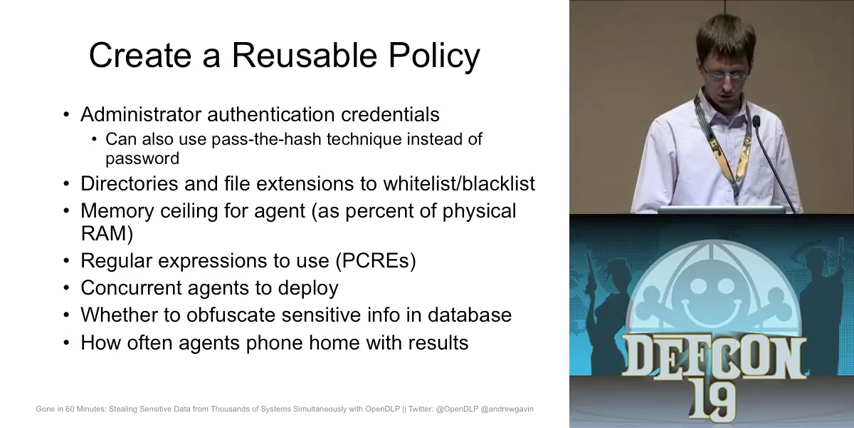 Create a Reusable Policy
• Administrator authentication credentials
• Can also use pass-the-hash technique instead of
password
• Directories and file extensions to whitelist/blacklist
• Memory ceiling for agent (as percent of physical
RAM)
• Regular expressions to use (PCREs)
• Concurrent agents to deploy
• Whether to obfuscate sensitive info in database
• How often agents phone home with results
Gone in 60 Minutes: Stealing Sensitive Data from Thousands of Systems Simultaneously with OpenDLP || Twitter: @OpenDLP @andrewgavin
DEFCON
19